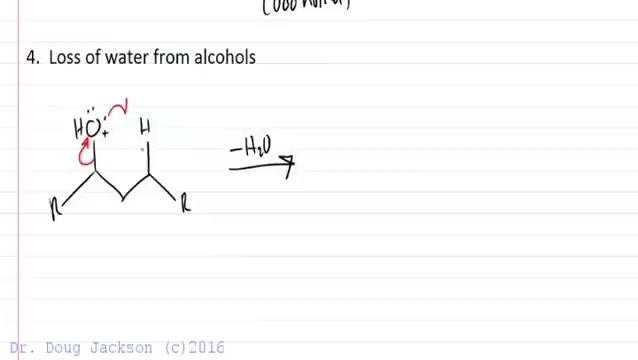 4. Loss of water from alcohols
HO:+ H
-H₂O
R R
Dr. Doug Jackson (c)2016